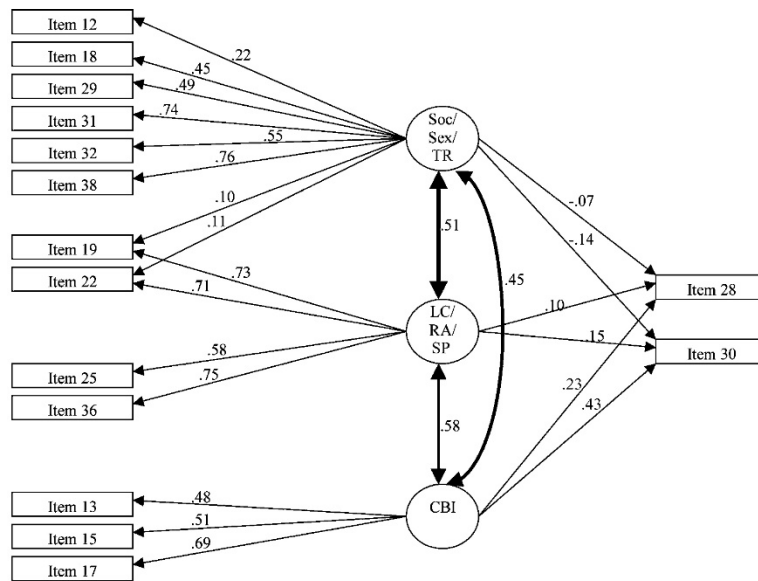 Item 12
Item 18
Item 29
Item 31
Item 32
Item 38
Item 19
Item 22
Item 25
Item 36
Item 13
Item 15
Item 17
.22
.45
.49
.74
.55
.76
.10
.11
.73
.71
.58
.75
.48
.51
.69
Soc/
Sex/
TR
.51
.45
LC/
RA/
SP
.58
CBI
-.07
-.14
.10
.15
.23
.43
Item 28
Item 30